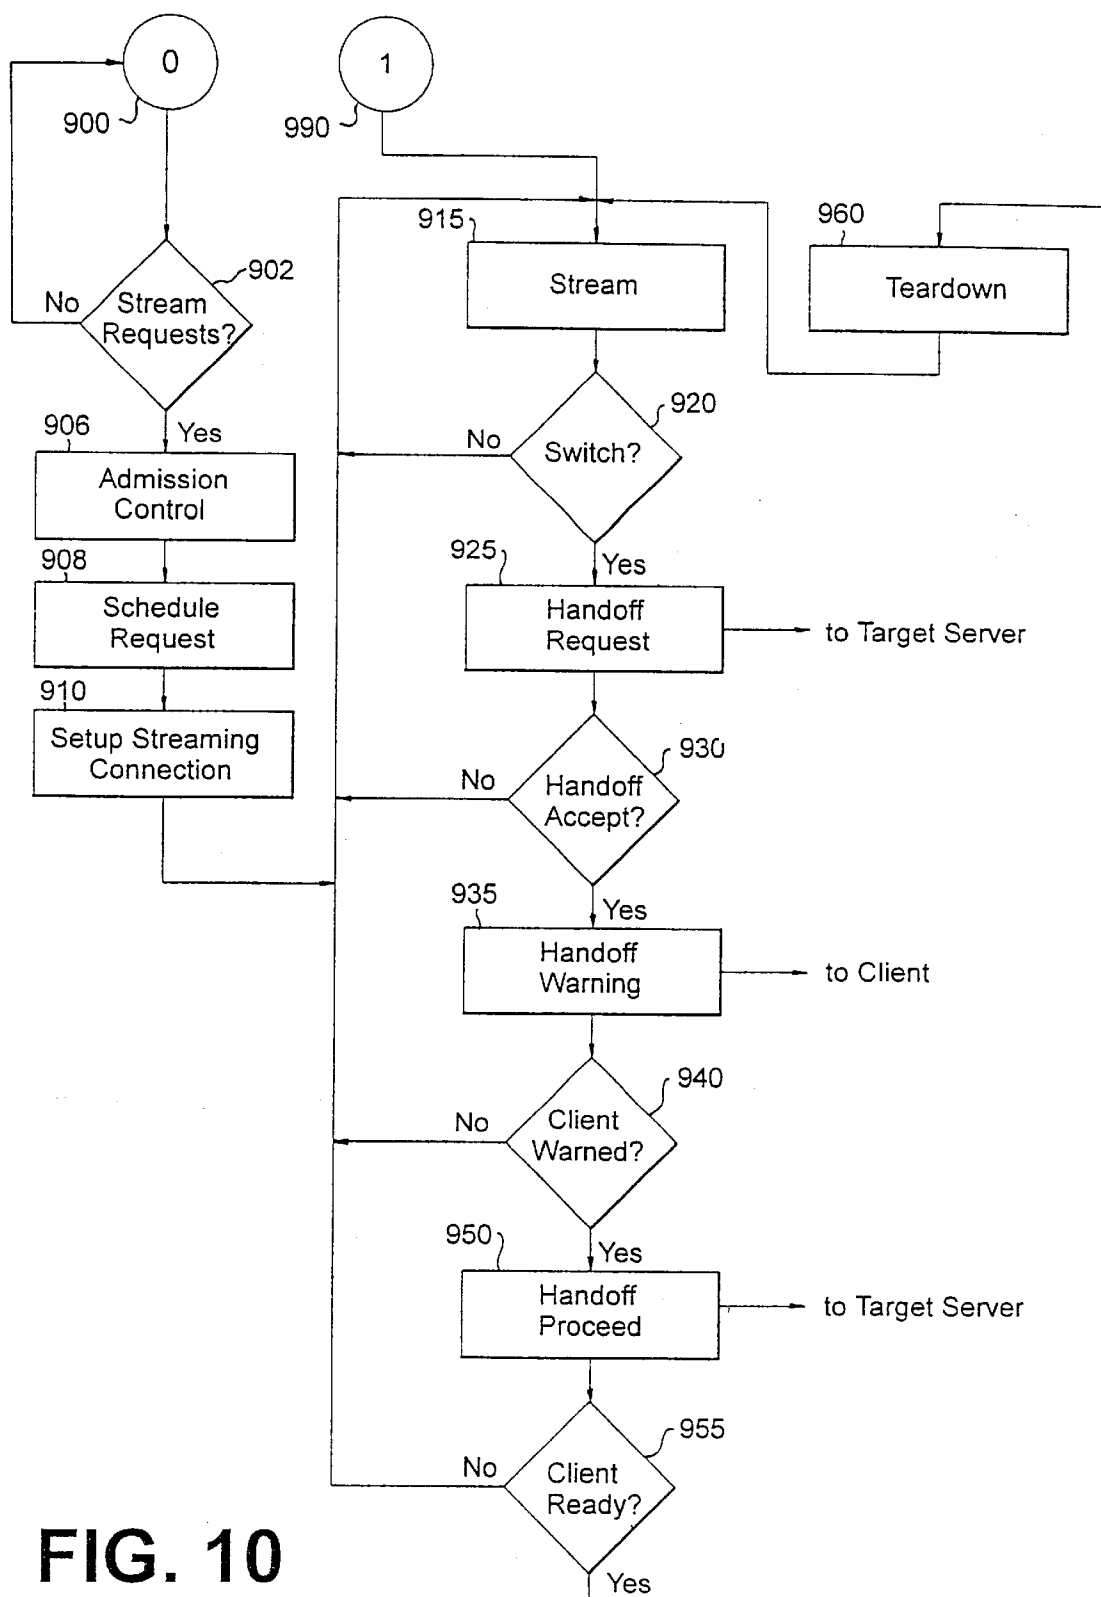 0
900
1
990
902
No
Stream
Requests?
Yes
906
Admission
Control
908
Schedule
Request
910
Setup Streaming
Connection
915
Stream
960
Teardown
920
No
Switch?
Yes
925
Handoff
Request
to Target Server
930
No
Handoff
Accept?
Yes
935
Handoff
Warning
to Client
940
No
Client
Warned?
Yes
950
Handoff
Proceed
to Target Server
955
No
Client
Ready?
Yes
FIG. 10